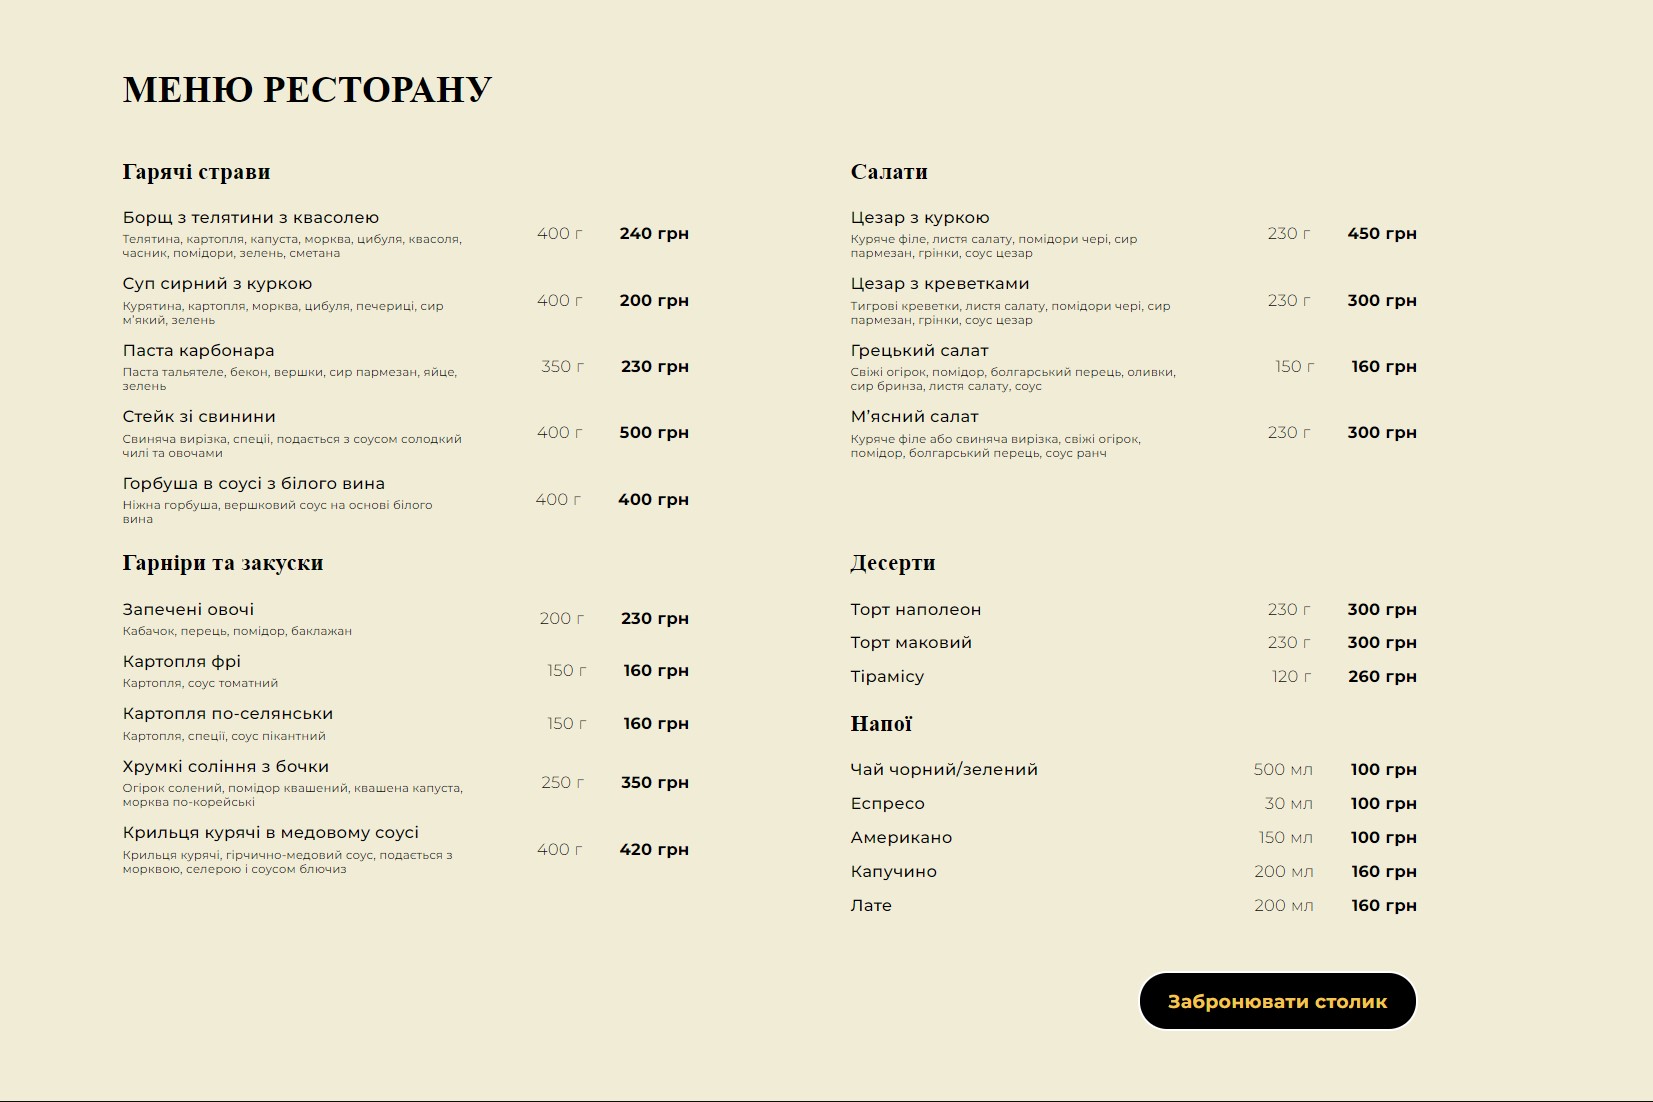 МЕНЮ РЕСТОРАНУ
Гарячі страви
Борщ з телятини з квасолею
Телятина, картопля, капуста, морква, цибуля, квасоля,
часник, помідори, зелень, сметана
400 г 240 грн
Суп сирний з куркою
Курятина, картопля, морква, цибуля, печериці, сир
м’який, зелень
400 г 200 грн
Паста карбонара
Паста тальятеле, бекон, вершки, сир пармезан, яйце,
зелень
350 г 230 грн
Стейк зі свинини
Свиняча вирізка, спеціі, подається з соусом солодкий
чилі та овочами
400 г 500 грн
Горбуша в соусі з білого вина
Ніжна горбуша, вершковий соус на основі білого
вина
400 г 400 грн
Гарніри та закуски
Запечені овочі
Кабачок, перець, помідор, баклажан
200 г 230 грн
Картопля фрі
Картопля, соус томатний
150 г 160 грн
Картопля по-селянськи
Картопля, спеції, соус пікантний
150 г 160 грн
Хрумкі соління з бочки
Огірок солений, помідор квашений, квашена капуста,
морква по-корейські
250 г 350 грн
Крильця курячі в медовому соусі
Крильця курячі, гірчично-медовий соус, подається з
морквою, селерою і соусом блючиз
400 г 420 грн
Салати
Цезар з куркою
Куряче філе, листя салату, помідори чері, сир
пармезан, грінки, соус цезар
230 г 450 грн
Цезар з креветками
Тигрові креветки, листя салату, помідори чері, сир
пармезан, грінки, соус цезар
230 г 300 грн
Грецький салат
Свіжі огірок, помідор, болгарський перець, оливки,
сир бринза, листя салату, соус
150 г 160 грн
М’ясний салат
Куряче філе або свиняча вирізка, свіжі огірок,
помідор, болгарський перець, соус ранч
230 г 300 грн
Десерти
Торт наполеон 230 г 300 грн
Торт маковий 230 г 300 грн
Тірамісу 120 г 260 грн
Напої
Чай чорний/зелений 500 мл 100 грн
Еспресо 30 мл 100 грн
Американо 150 мл 100 грн
Капучино 200 мл 160 грн
Лате 200 мл 160 грн
Забронювати столик